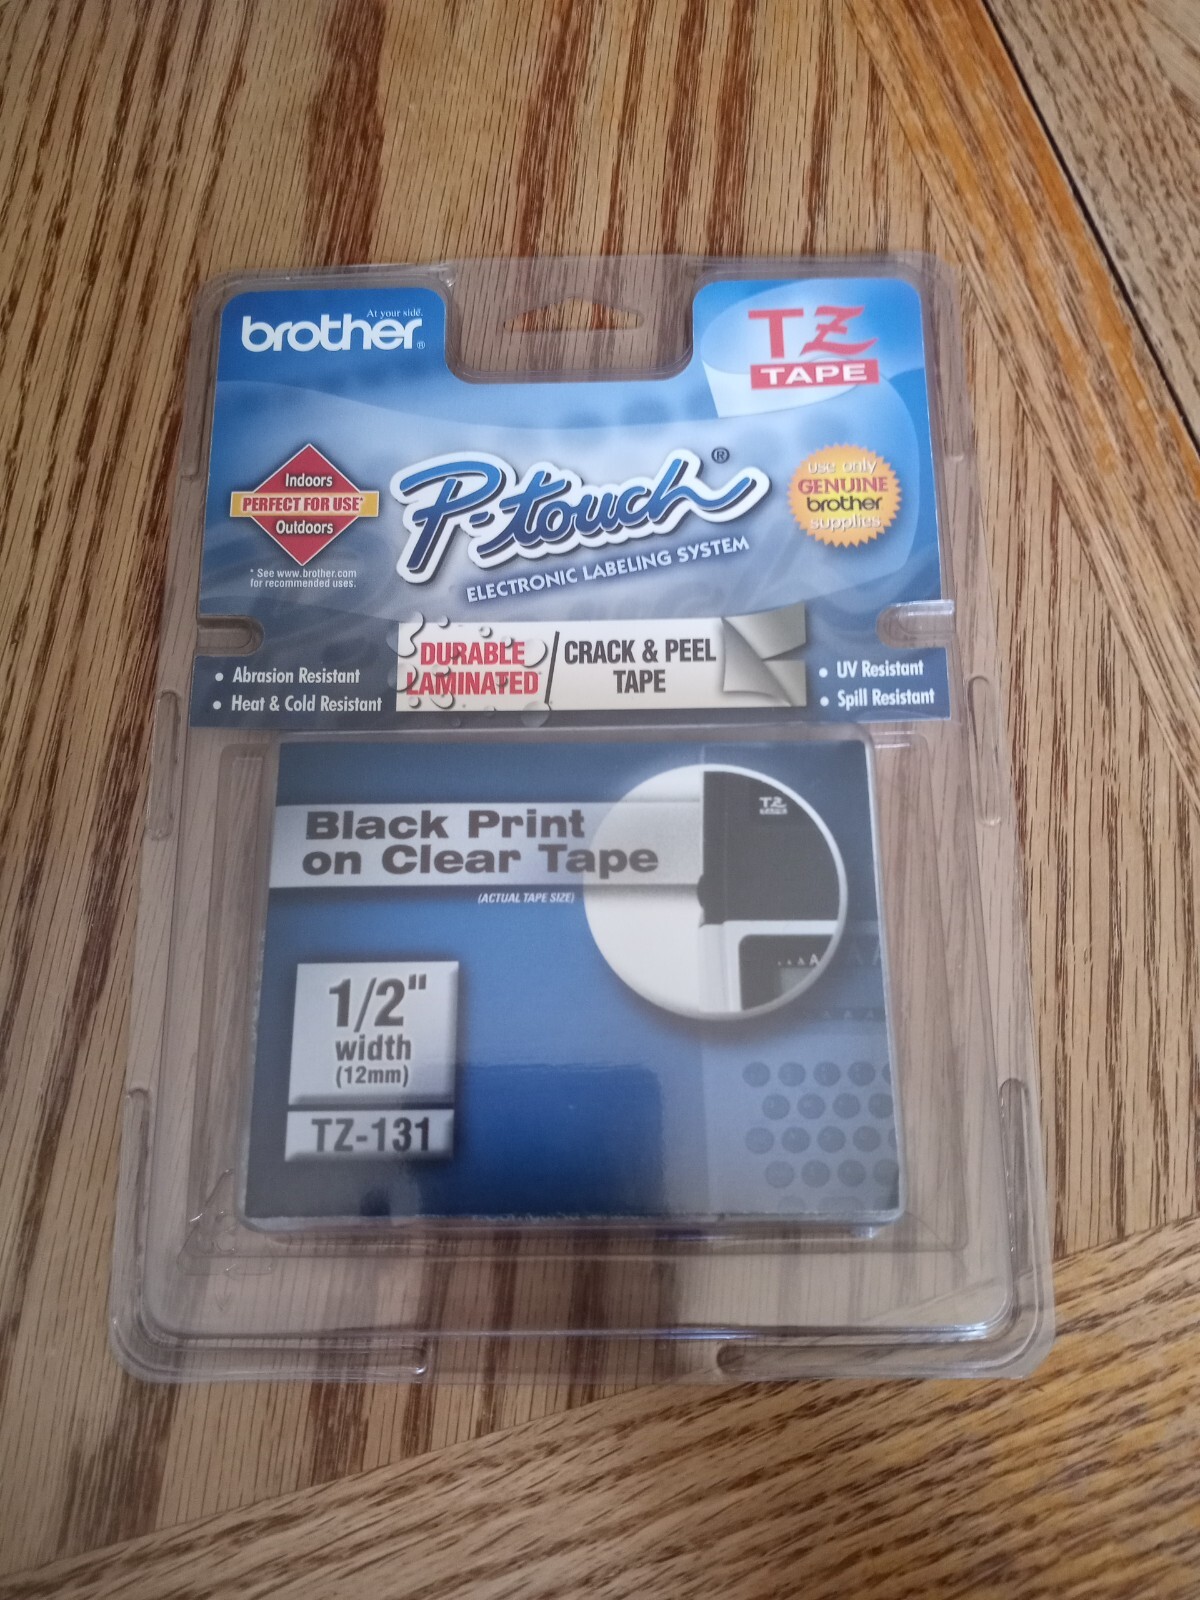 At your side.
brother®
TZ
TAPE
Indoors
PERFECT FOR USE*
Outdoors
* See www.brother.com
for recommended uses.
P-touch®
ELECTRONIC LABELING SYSTEM
use only
GENUINE
brother
supplies
• Abrasion Resistant
• Heat & Cold Resistant
DURABLE
LAMINATED
CRACK & PEEL
TAPE
• UV Resistant
• Spill Resistant
Black Print
on Clear Tape
(ACTUAL TAPE SIZE)
TZ
1/2"
width
(12mm)
TZ-131